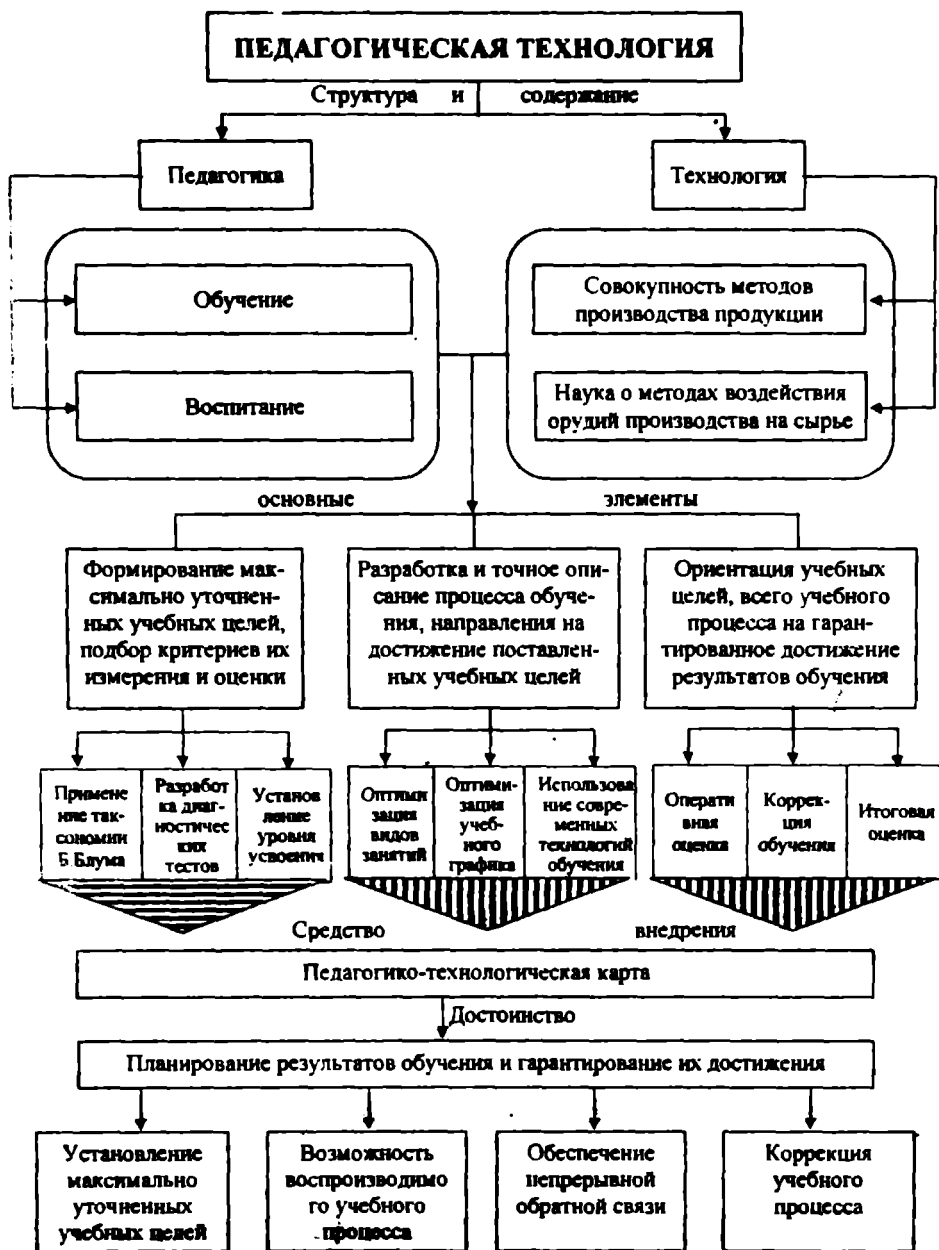 ПЕДАГОГИЧЕСКАЯ ТЕХНОЛОГИЯ
Структура и содержание
Педагогика
Технология
Обучение
Воспитание
Совокупность методов
производства продукции
Наука о методах воздействия
орудий производства на сырье
основные элементы
Формирование мак-
симально уточнен-
ных учебных целей,
подбор критериев их
измерения и оценки
Разработка и точное опи-
сание процесса обуче-
ния, направления на
достижение поставлен-
ных учебных целей
Ориентация учебных
целей, всего учебного
процесса на гаран-
тированное достижение
результатов обучения
Примене
ние так-
сономии
Б.Блума
Разработ
ка диаг-
ностичес
ких
тестов
Установ
ление
уровня
усвоения
Оптими
зация
видов
занятий
Оптими-
зация
учеб-
ного
графика
Использова
ние совре-
менных
технологий
обучения
Операти
вная
оценка
Коррек-
ция
обучения
Итоговая
оценка
Средство внедрения
Педагогико-технологическая карта
Достоинство
Планирование результатов обучения и гарантирование их достижения
Установление
максимально
уточненных
учебных целей
Возможность
воспроизводимо
го учебного
процесса
Обеспечение
непрерывной
обратной связи
Коррекция
учебного
процесса